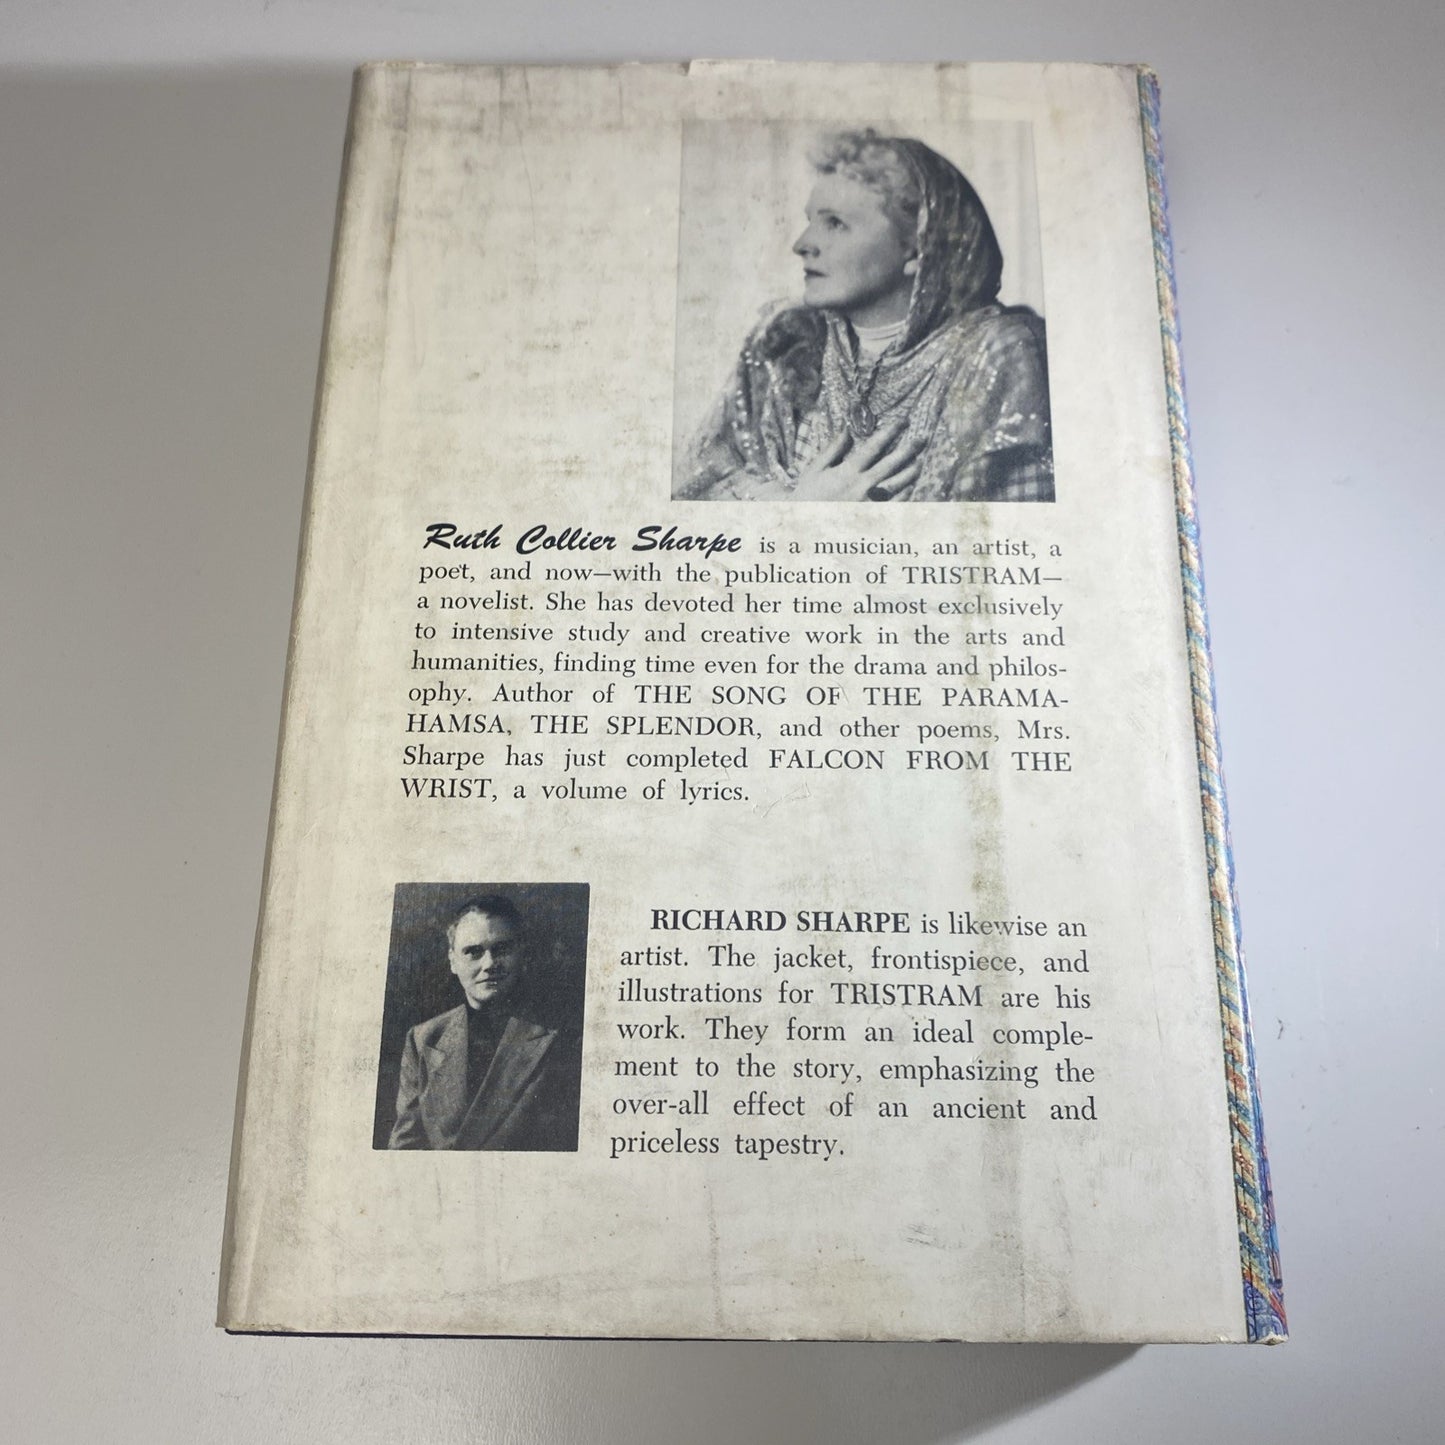 Ruth Collier Sharpe is a musician, an artist, a
poet, and now—with the publication of TRISTRAM—
a novelist. She has devoted her time almost exclusively
to intensive study and creative work in the arts and
humanities, finding time even for the drama and philos-
ophy. Author of THE SONG OF THE PARAMA-
HAMSA, THE SPLENDOR, and other poems, Mrs.
Sharpe has just completed FALCON FROM THE
WRIST, a volume of lyrics.
RICHARD SHARPE is likewise an
artist. The jacket, frontispiece, and
illustrations for TRISTRAM are his
work. They form an ideal comple-
ment to the story, emphasizing the
over-all effect of an ancient and
priceless tapestry.